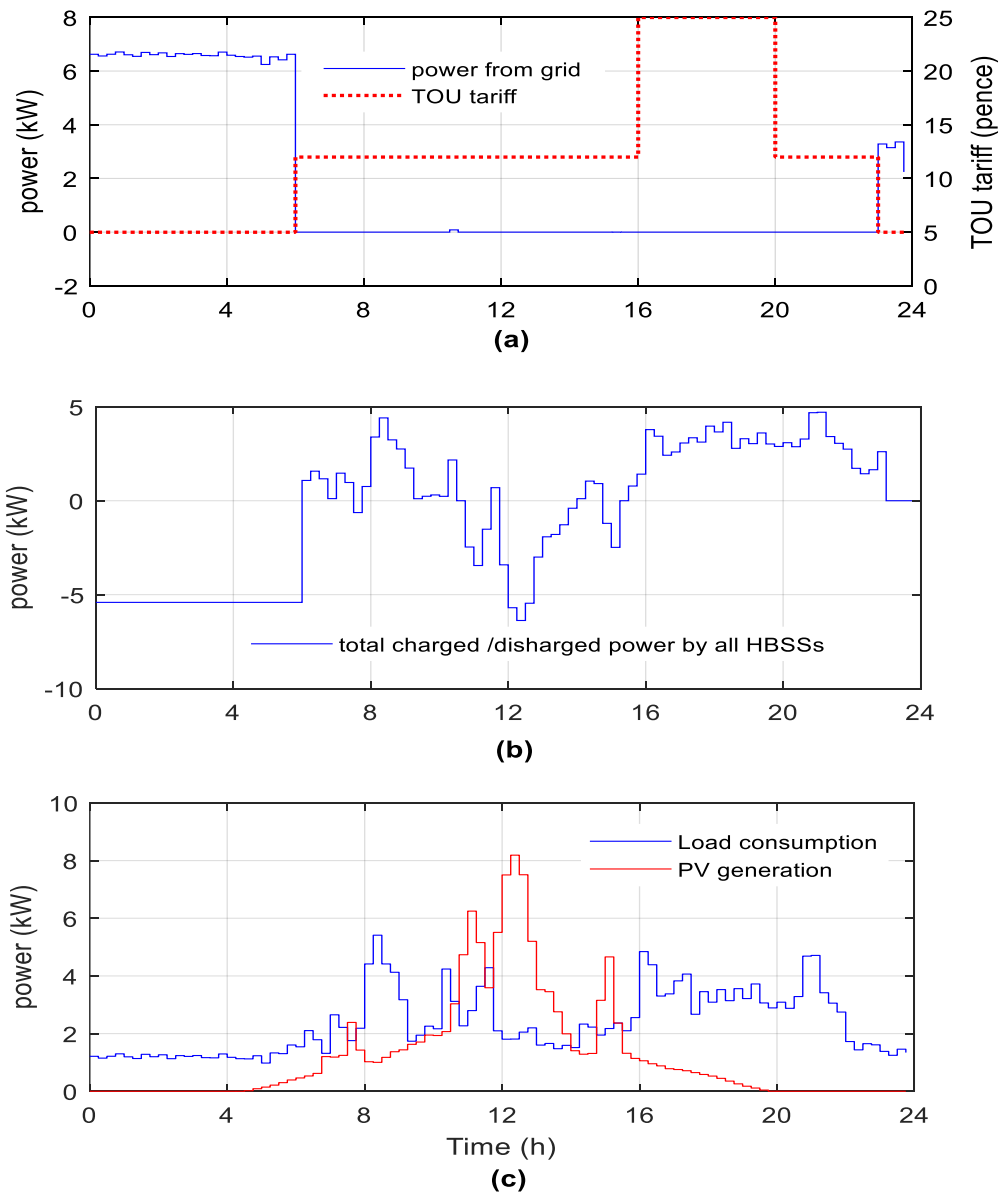 8
6
4
2
0
-2
power (kW)
power from grid
TOU tariff
25
20
15
10
5
0
TOU tariff (pence)
0 4 8 12 16 20 24
(a)
5
0
-5
-10
power (kW)
total charged /disharged power by all HBSSs
0 4 8 12 16 20 24
(b)
10
8
6
4
2
0
power (kW)
Load consumption
PV generation
0 4 8 12 16 20 24
Time (h)
(c)